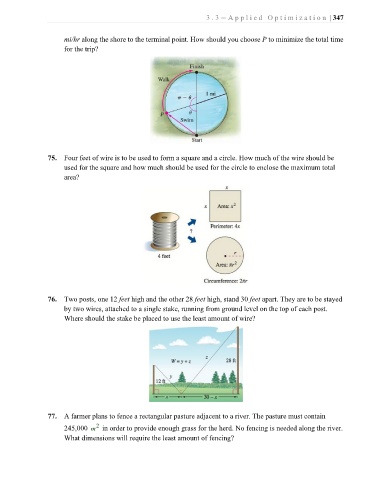 3.3—Applied Optimization | 347
mi/hr along the shore to the terminal point. How should you choose P to minimize the total time
for the trip?
Finish
Walk
1 mi
P
θ
Swim
Start
75. Four feet of wire is to be used to form a square and a circle. How much of the wire should be
used for the square and how much should be used for the circle to enclose the maximum total
area?
x
x Area: x²
Perimeter: 4x
?
4 feet
r
Area: πr²
Circumference: 2πr
76. Two posts, one 12 feet high and the other 28 feet high, stand 30 feet apart. They are to be stayed
by two wires, attached to a single stake, running from ground level on the top of each post.
Where should the stake be placed to use the least amount of wire?
W = y + z
z
28 ft
y
12 ft
x
30 – x
77. A farmer plans to fence a rectangular pasture adjacent to a river. The pasture must contain
245,000 m² in order to provide enough grass for the herd. No fencing is needed along the river.
What dimensions will require the least amount of fencing?